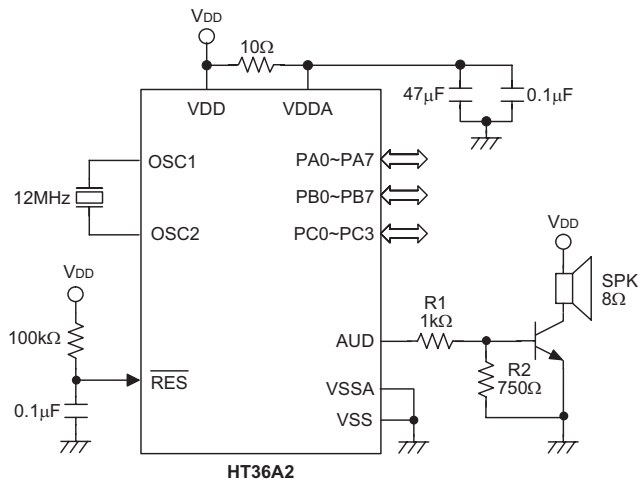 VDD
10Ω
VDD
VDDA
47μF
0.1μF
OSC1
PA0~PA7
12MHz
PB0~PB7
OSC2
PC0~PC3
VDD
VDD
SPK
8Ω
100kΩ
R1
1kΩ
AUD
RES
R2
750Ω
0.1μF
VSSA
VSS
HT36A2